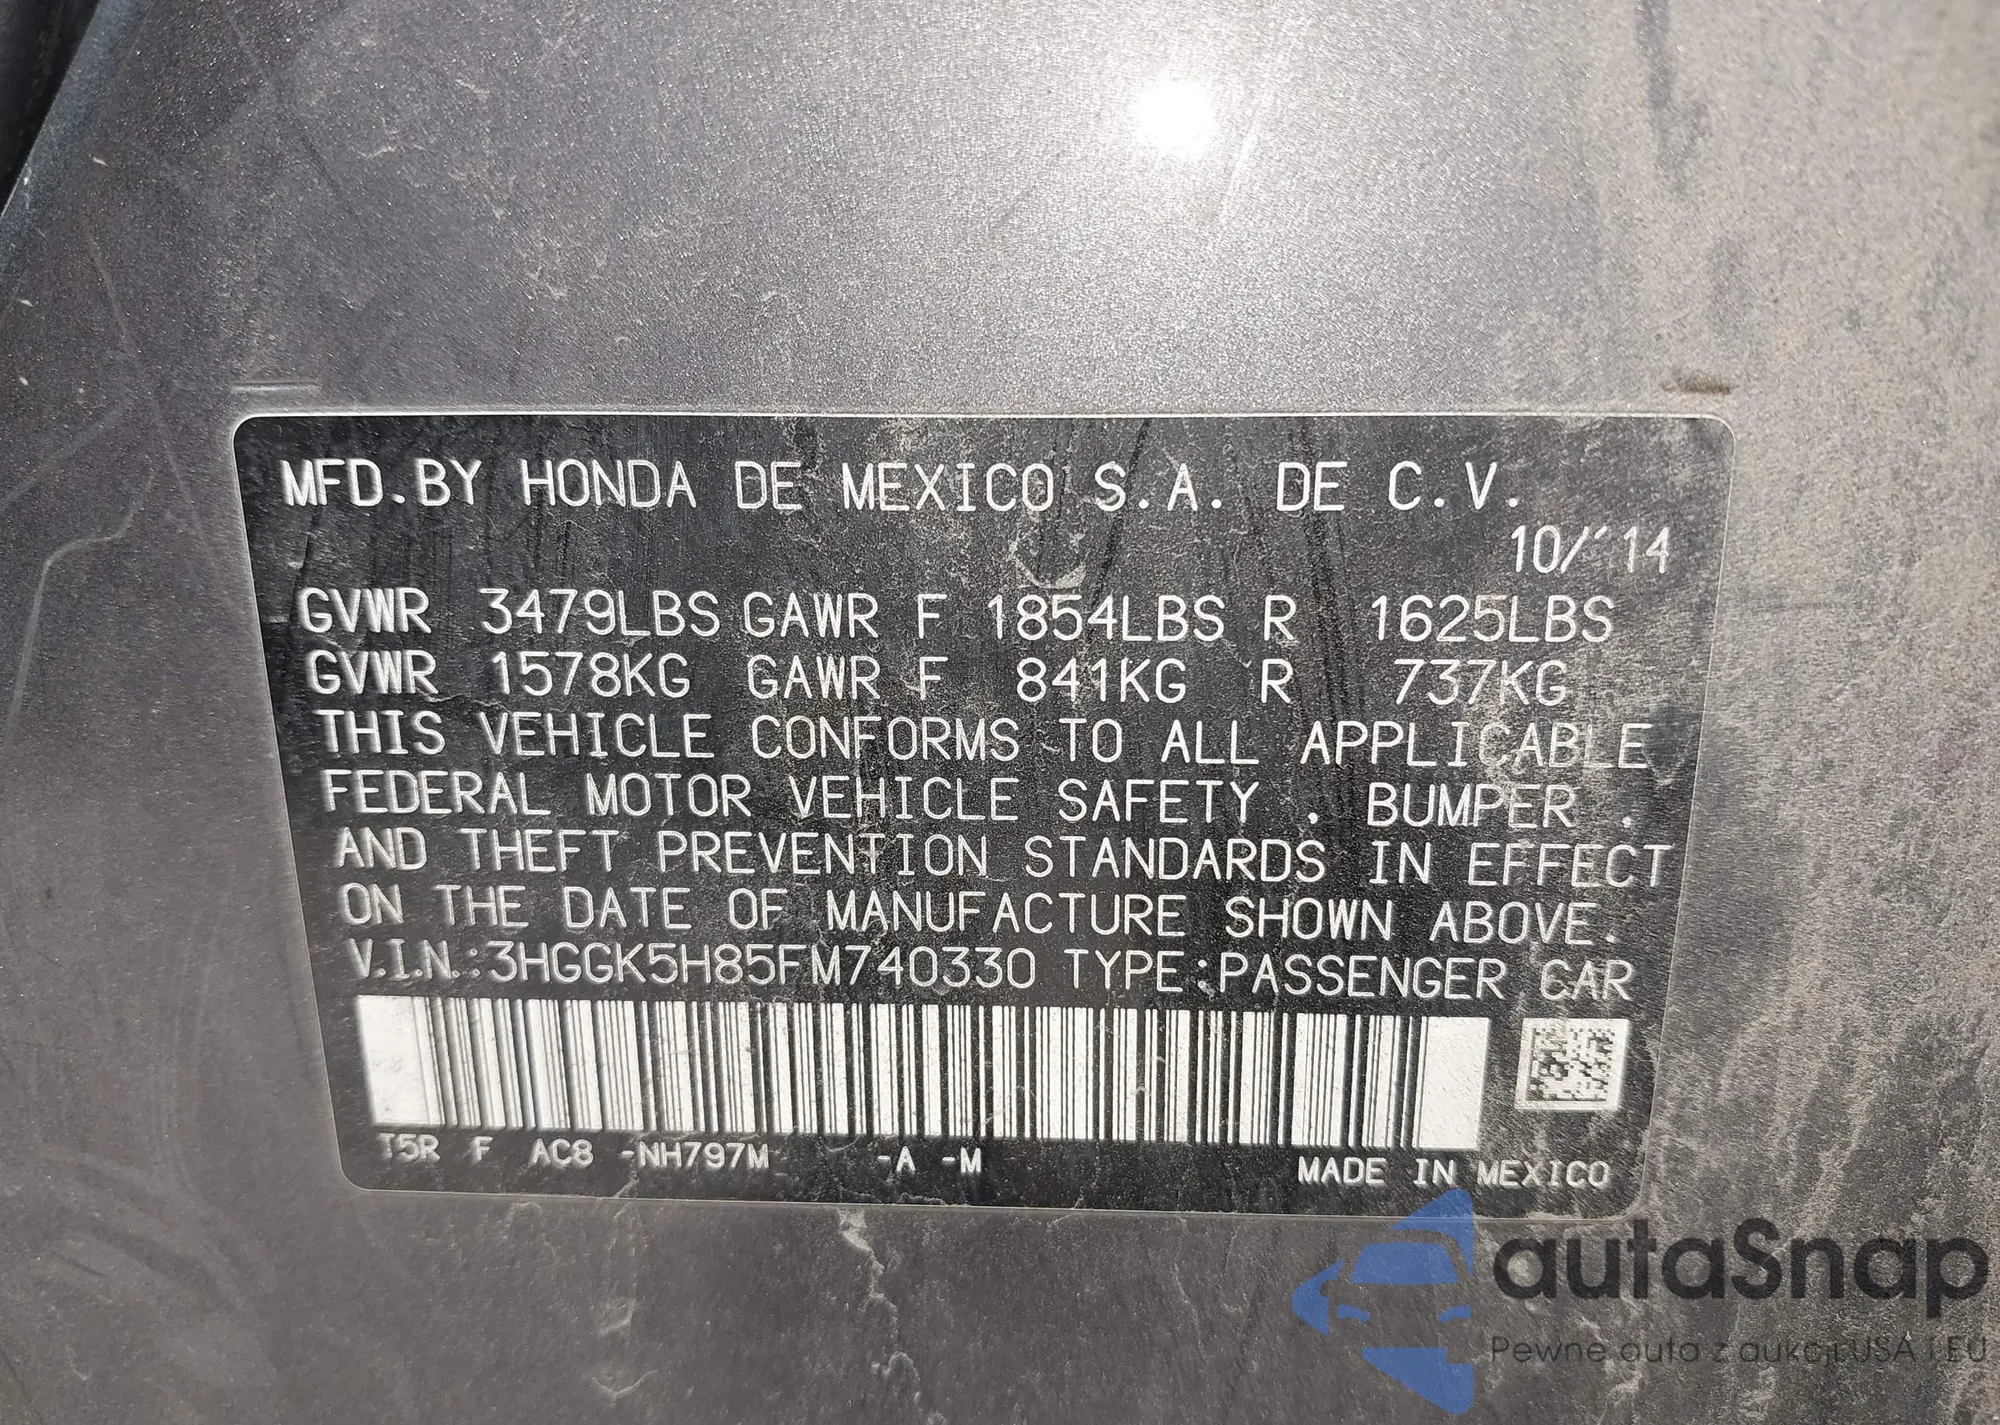 MFD.BY HONDA DE MEXICO S.A. DE C.V.
10/'14
GVWR 3479LBS GAWR F 1854LBS R 1625LBS
GVWR 1578KG GAWR F 841KG R 737KG
THIS VEHICLE CONFORMS TO ALL APPLICABLE
FEDERAL MOTOR VEHICLE SAFETY , BUMPER ,
AND THEFT PREVENTION STANDARDS IN EFFECT
ON THE DATE OF MANUFACTURE SHOWN ABOVE.
V.I.N.:3HGGK5H85FM740330 TYPE:PASSENGER CAR
T5R F AC8 -NH797M -A -M
MADE IN MEXICO
autaSnap
Pewne auta z aukcji USA i EU